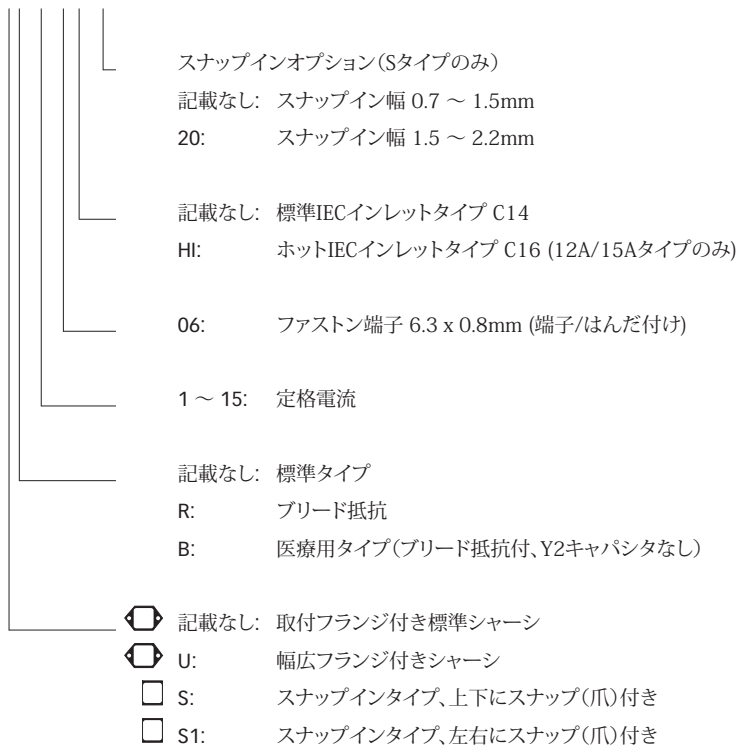 スナップインオプション（Sタイプのみ）
記載なし: スナップイン幅 0.7 ～ 1.5mm
20: スナップイン幅 1.5 ～ 2.2mm
記載なし: 標準IECインレットタイプ C14
HI: ホットIECインレットタイプ C16 (12A/15Aタイプのみ)
06: ファストン端子 6.3 x 0.8mm (端子/はんだ付け)
1 ～ 15: 定格電流
記載なし: 標準タイプ
R: ブリード抵抗
B: 医療用タイプ（ブリード抵抗付、Y2キャパシタなし）
記載なし: 取付フランジ付き標準シャーシ
U: 幅広フランジ付きシャーシ
S: スナップインタイプ、上下にスナップ（爪）付き
S1: スナップインタイプ、左右にスナップ（爪）付き